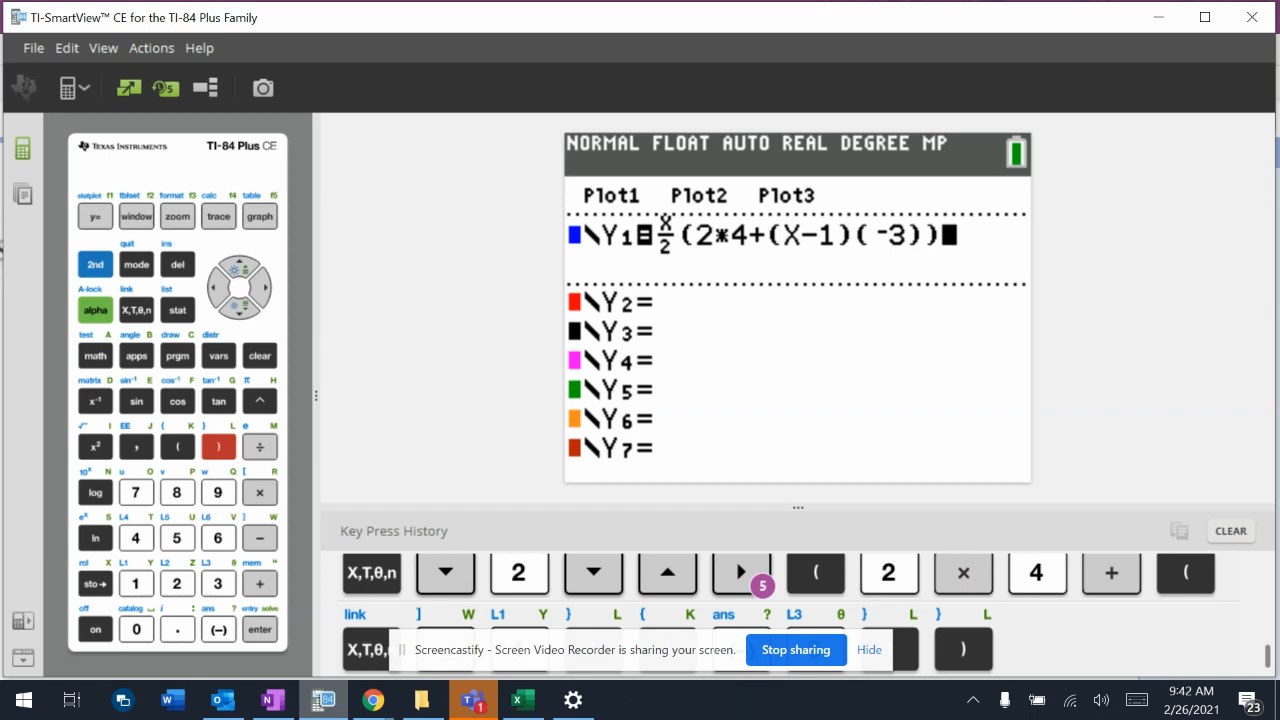 TI-SmartView™ CE for the TI-84 Plus Family
File Edit View Actions Help
TEXAS INSTRUMENTS TI-84 Plus CE
statplot f1 tblset f2 format f3 calc f4 table f5
y= window zoom trace graph
quit ins
2nd mode del
A-lock link list
alpha X,T,θ,n stat
test A angle B draw C distr
math apps prgm vars clear
matrix D sin⁻¹ E cos⁻¹ F tan⁻¹ G π H
x⁻¹ sin cos tan ^
√ I EE J { K } L e M
x² , ( ) ÷
10ˣ N u O v P w Q [ R
log 7 8 9 ×
eˣ S L4 T L5 U L6 V ] W
ln 4 5 6 −
rcl X L1 Y L2 Z L3 θ mem "
sto→ 1 2 3 +
off catalog ⎵ i : ans ? entry solve
on 0 . (−) enter
NORMAL FLOAT AUTO REAL DEGREE MP
Plot1 Plot2 Plot3
\Y1=X/2(2*4+(X−1)(⁻3))
\Y2=
\Y3=
\Y4=
\Y5=
\Y6=
\Y7=
Key Press History
CLEAR
X,T,θ,n 2 5 ( 2 × 4 + (
link ] W L1 Y } L { K ans ? L3 θ } L } L
X,T,θ, )
Screencastify - Screen Video Recorder is sharing your screen. Stop sharing Hide
84
1
9:42 AM
2/26/2021
23